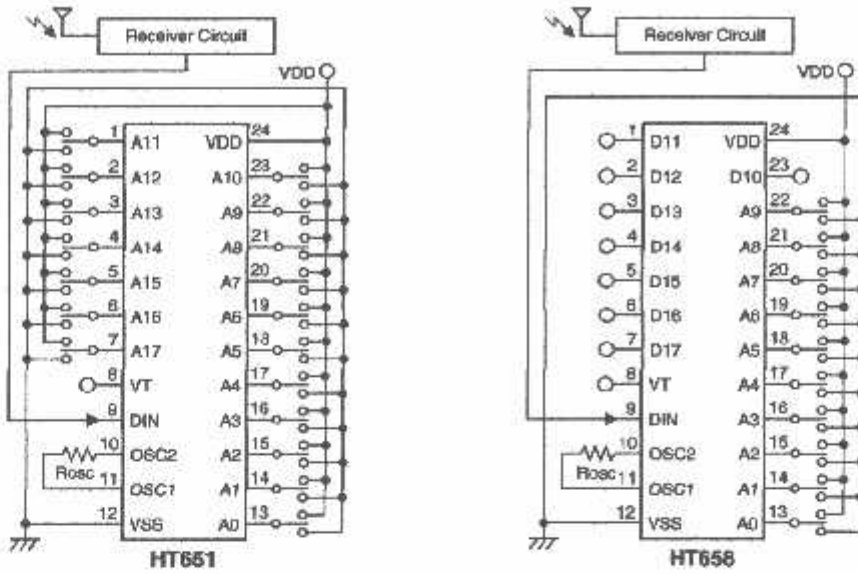 Receiver Circuit
VDD
1 A11 VDD 24
2 A12 A10 23
3 A13 A9 22
4 A14 A8 21
5 A15 A7 20
6 A16 A6 19
7 A17 A5 18
8 VT A4 17
9 DIN A3 16
10 OSC2 A2 15
Rosc
11 OSC1 A1 14
12 VSS A0 13
HT651
Receiver Circuit
VDD
1 D11 VDD 24
2 D12 D10 23
3 D13 A9 22
4 D14 A8 21
5 D15 A7 20
6 D16 A6 19
7 D17 A5 18
8 VT A4 17
9 DIN A3 16
10 OSC2 A2 15
Rosc
11 OSC1 A1 14
12 VSS A0 13
HT658